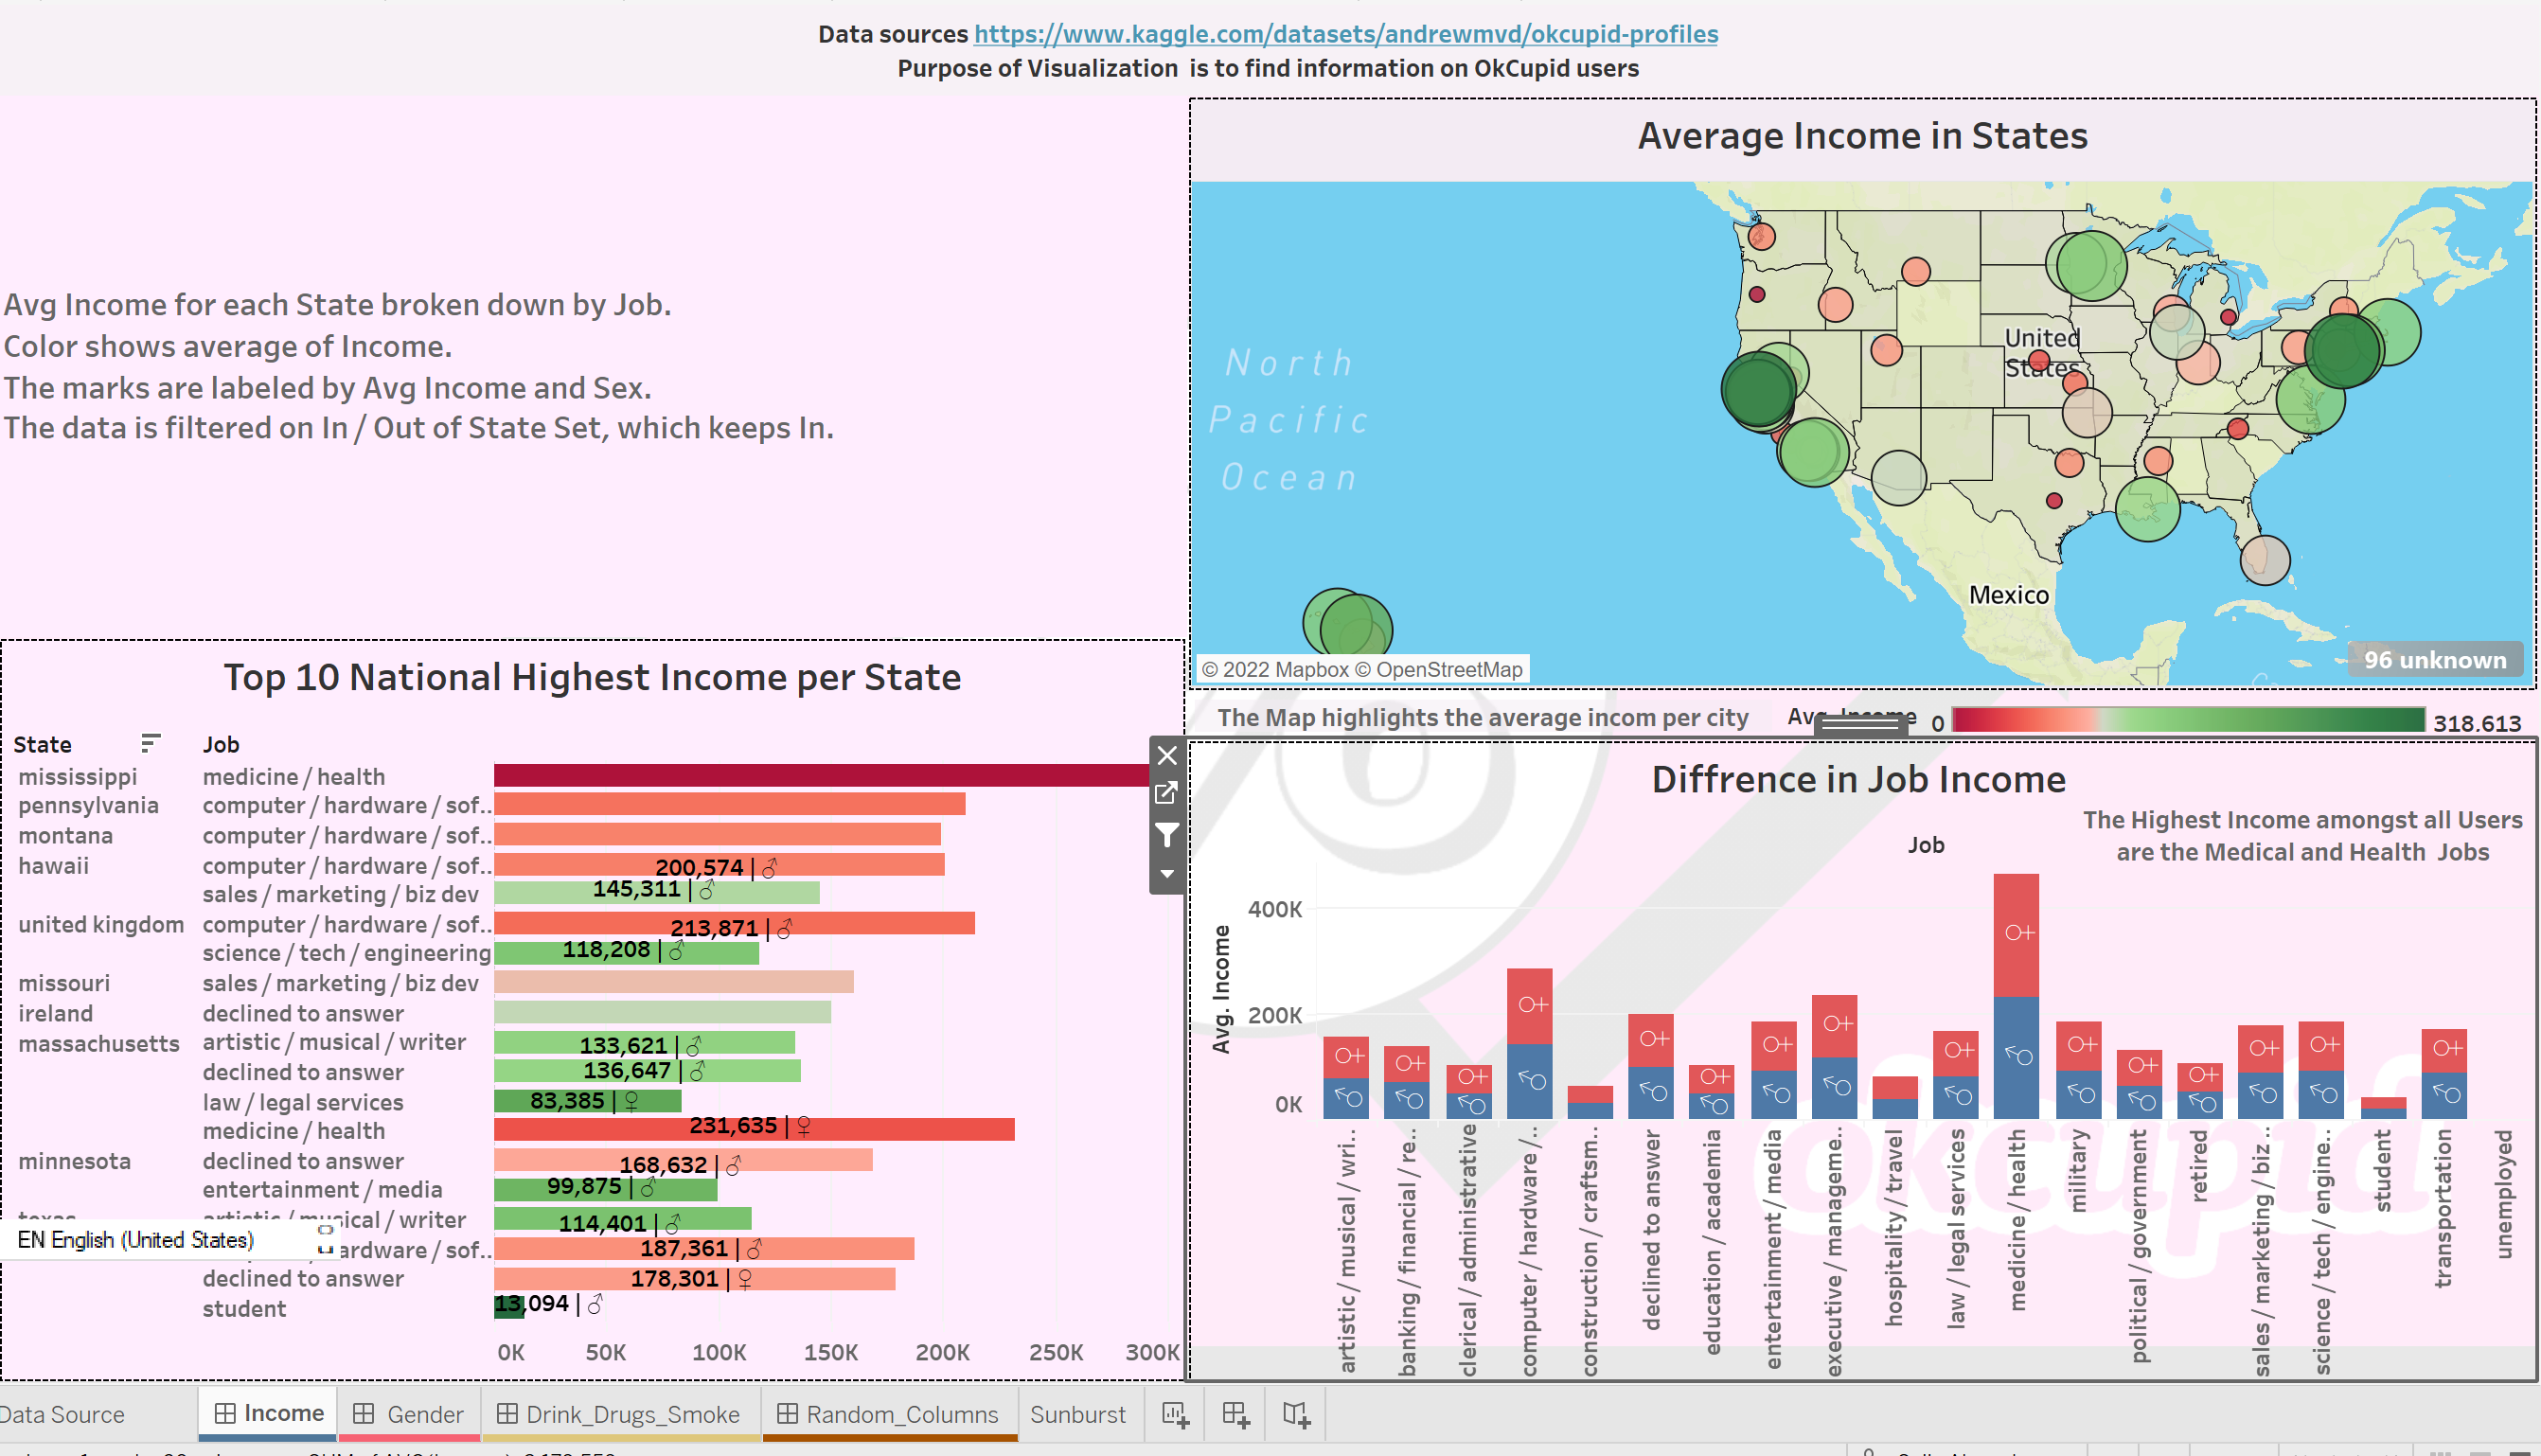 Data sources https://www.kaggle.com/datasets/andrewmvd/okcupid-profiles
Purpose of Visualization is to find information on OkCupid users
Avg Income for each State broken down by Job.
Color shows average of Income.
The marks are labeled by Avg Income and Sex.
The data is filtered on In / Out of State Set, which keeps In.
Average Income in States
North
Pacific
Ocean
United
States
Mexico
© 2022 Mapbox © OpenStreetMap
96 unknown
The Map highlights the average incom per city
Avg. Income
0
318,613
Top 10 National Highest Income per State
State Job
mississippi medicine / health
pennsylvania computer / hardware / sof..
montana computer / hardware / sof..
hawaii computer / hardware / sof.. 200,574 | ♂
sales / marketing / biz dev 145,311 | ♂
united kingdom computer / hardware / sof.. 213,871 | ♂
science / tech / engineering 118,208 | ♂
missouri sales / marketing / biz dev
ireland declined to answer
massachusetts artistic / musical / writer 133,621 | ♂
declined to answer 136,647 | ♂
law / legal services 83,385 | ♀
medicine / health 231,635 | ♀
minnesota declined to answer 168,632 | ♂
entertainment / media 99,875 | ♂
texas artistic / musical / writer 114,401 | ♂
ardware / sof.. 187,361 | ♂
declined to answer 178,301 | ♀
student 13,094 | ♂
0K 50K 100K 150K 200K 250K 300K
EN English (United States)
Diffrence in Job Income
The Highest Income amongst all Users
are the Medical and Health Jobs
Job
Avg. Income
400K
200K
0K
artistic / musical / wri..
banking / financial / re..
clerical / administrative
computer / hardware /..
construction / craftsm..
declined to answer
education / academia
entertainment / media
executive / manageme..
hospitality / travel
law / legal services
medicine / health
military
political / government
retired
sales / marketing / biz..
science / tech / engine..
student
transportation
unemployed
okcupid
Data Source Income Gender Drink_Drugs_Smoke Random_Columns Sunburst